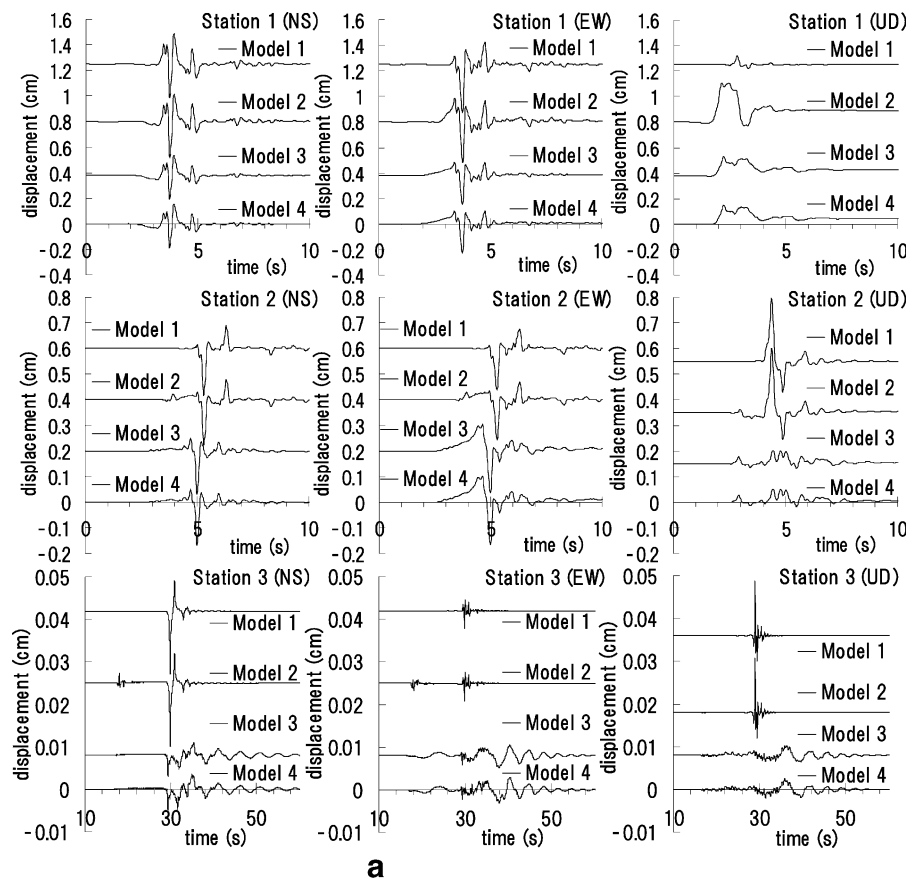 Station 1 (NS)
displacement (cm)
1.6
1.4
1.2
1
0.8
0.6
0.4
0.2
0
-0.2
-0.4
Model 1
Model 2
Model 3
Model 4
0
5
10
time (s)
Station 1 (EW)
displacement (cm)
1.6
1.4
1.2
1
0.8
0.6
0.4
0.2
0
-0.2
-0.4
Model 1
Model 2
Model 3
Model 4
0
5
10
time (s)
Station 1 (UD)
displacement (cm)
1.6
1.4
1.2
1
0.8
0.6
0.4
0.2
0
-0.2
-0.4
Model 1
Model 2
Model 3
Model 4
0
5
10
time (s)
Station 2 (NS)
displacement (cm)
0.8
0.7
0.6
0.5
0.4
0.3
0.2
0.1
0
-0.1
-0.2
Model 1
Model 2
Model 3
Model 4
0
5
10
time (s)
Station 2 (EW)
displacement (cm)
0.8
0.7
0.6
0.5
0.4
0.3
0.2
0.1
0
-0.1
-0.2
Model 1
Model 2
Model 3
Model 4
0
5
10
time (s)
Station 2 (UD)
displacement (cm)
0.8
0.7
0.6
0.5
0.4
0.3
0.2
0.1
0
-0.1
-0.2
Model 1
Model 2
Model 3
Model 4
0
5
10
time (s)
Station 3 (NS)
displacement (cm)
0.05
0.04
0.03
0.02
0.01
0
-0.01
Model 1
Model 2
Model 3
Model 4
10
30
50
time (s)
Station 3 (EW)
displacement (cm)
0.05
0.04
0.03
0.02
0.01
0
-0.01
Model 1
Model 2
Model 3
Model 4
10
30
50
time (s)
Station 3 (UD)
displacement (cm)
0.05
0.04
0.03
0.02
0.01
0
-0.01
Model 1
Model 2
Model 3
Model 4
10
30
50
time (s)
a